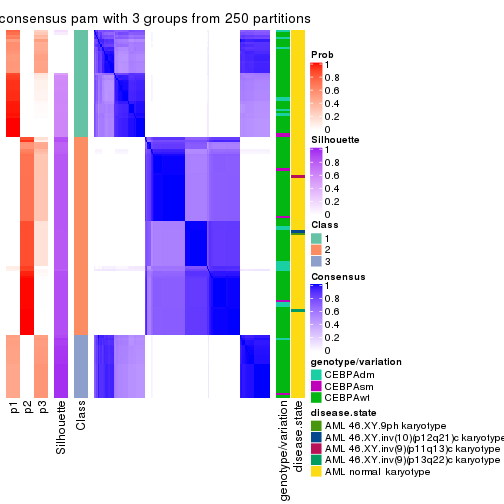 consensus pam with 3 groups from 250 partitions
Prob
1
0.8
0.6
0.4
0.2
0
Silhouette
1
0.8
0.6
0.4
0.2
0
Class
1
2
3
Consensus
1
0.8
0.6
0.4
0.2
0
genotype/variation
CEBPAdm
CEBPAsm
CEBPAwt
disease.state
AML 46.XY.9ph karyotype
AML 46.XY.inv(10)(p12q21)c karyotype
AML 46.XY.inv(9)(p11q13)c karyotype
AML 46.XY.inv(9)(p13q22)c karyotype
AML normal karyotype
p1
p2
p3
Silhouette
Class
genotype/variation
disease.state